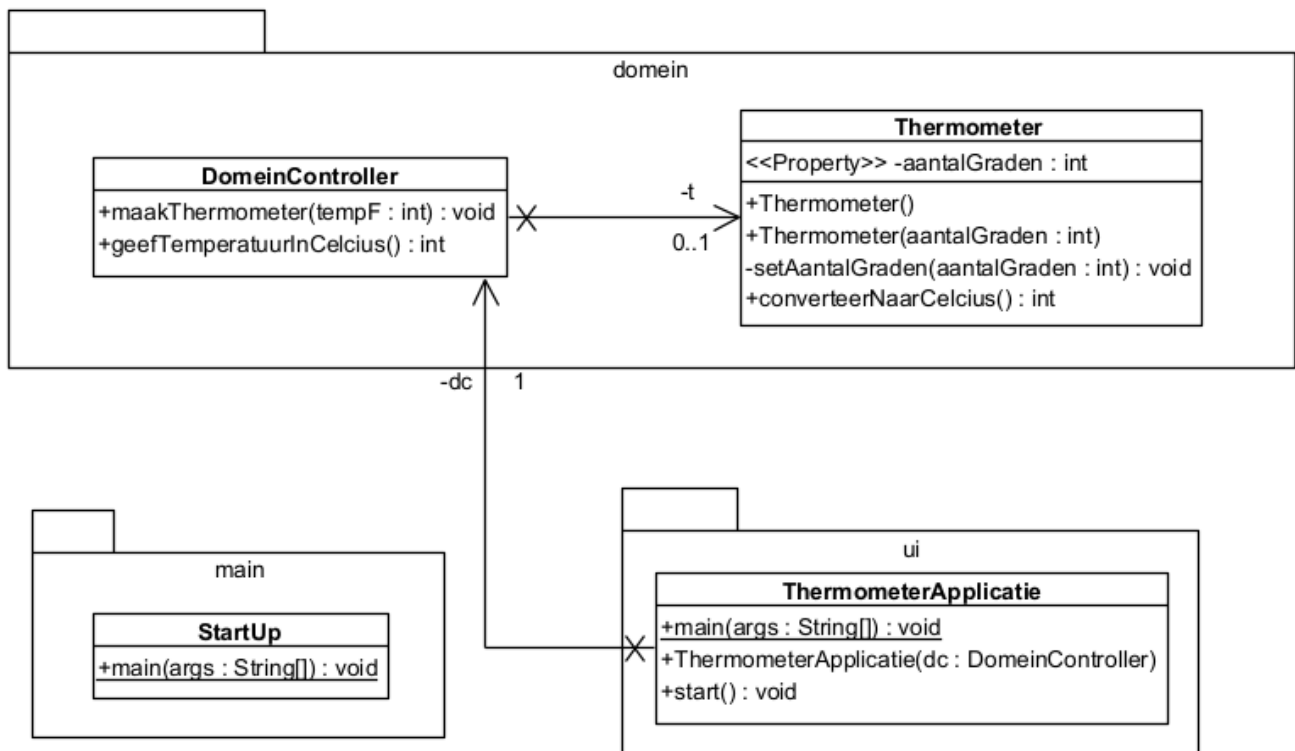 domein
DomeinController
+maakThermometer(tempF : int) : void
+geefTemperatuurInCelcius() : int
-t
0..1
Thermometer
<<Property>> -aantalGraden : int
+Thermometer()
+Thermometer(aantalGraden : int)
-setAantalGraden(aantalGraden : int) : void
+converteerNaarCelcius() : int
-dc 1
main
StartUp
+main(args : String[]) : void
ui
ThermometerApplicatie
+main(args : String[]) : void
+ThermometerApplicatie(dc : DomeinController)
+start() : void